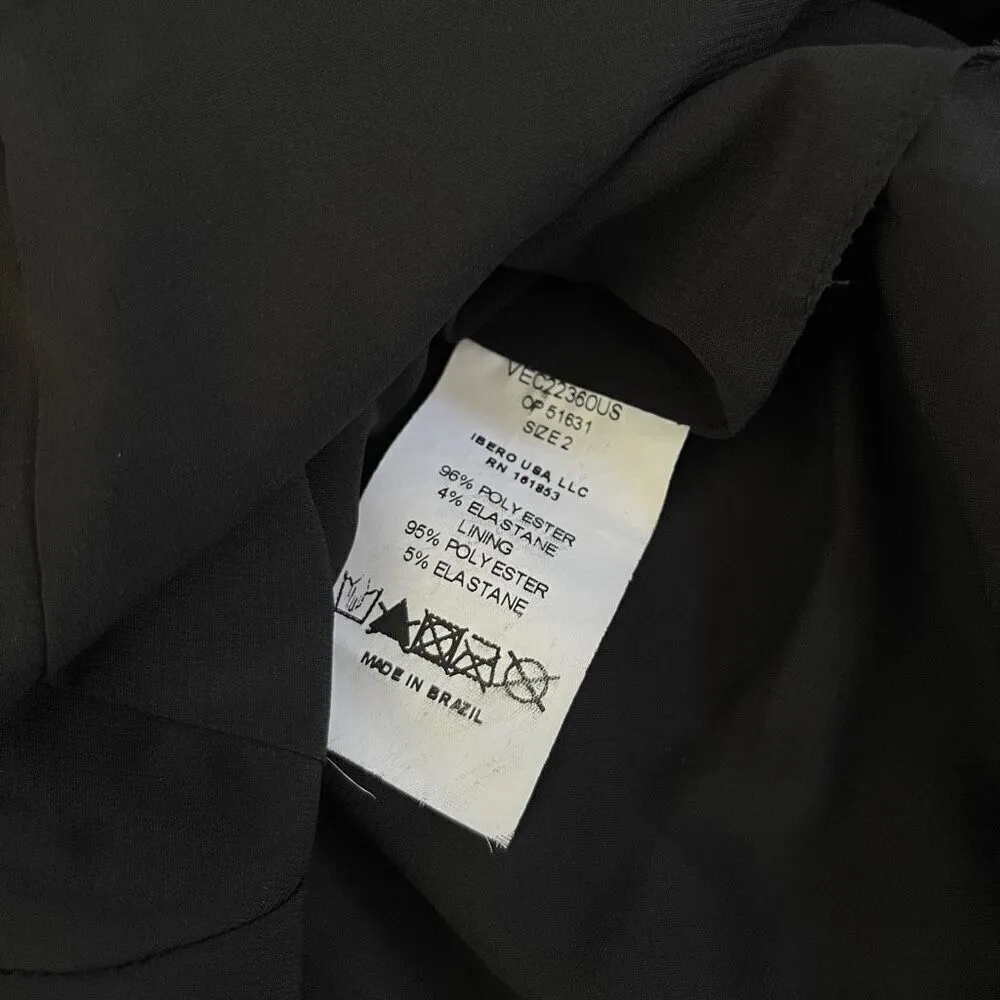 VEC22360US
OP 51631
SIZE 2
IBERO USA, LLC
RN 161853
96% POLYESTER
4% ELASTANE
LINING
95% POLYESTER
5% ELASTANE
MADE IN BRAZIL